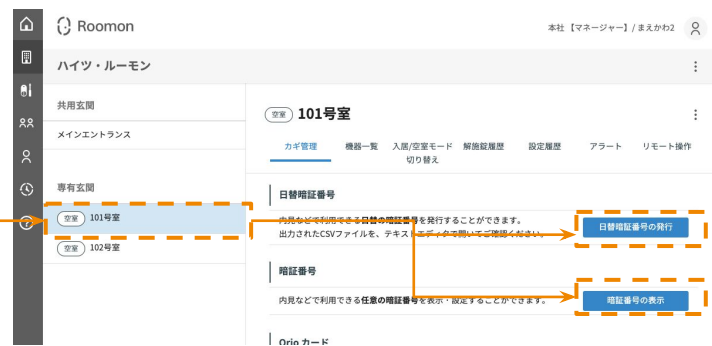 Roomon
本社 【マネージャー】/ まえかわ2
ハイツ・ルーモン
共用玄関
メインエントランス
専有玄関
空室 101号室
空室 102号室
空室 101号室
カギ管理 機器一覧 入居/空室モード切り替え 解施錠履歴 設定履歴 アラート リモート操作
日替暗証番号
内見などで利用できる日替の暗証番号を発行することができます。
出力されたCSVファイルを、テキストエディタで開いてご確認ください。
日替暗証番号の発行
暗証番号
内見などで利用できる任意の暗証番号を表示・設定することができます。
暗証番号の表示
Qrio カード